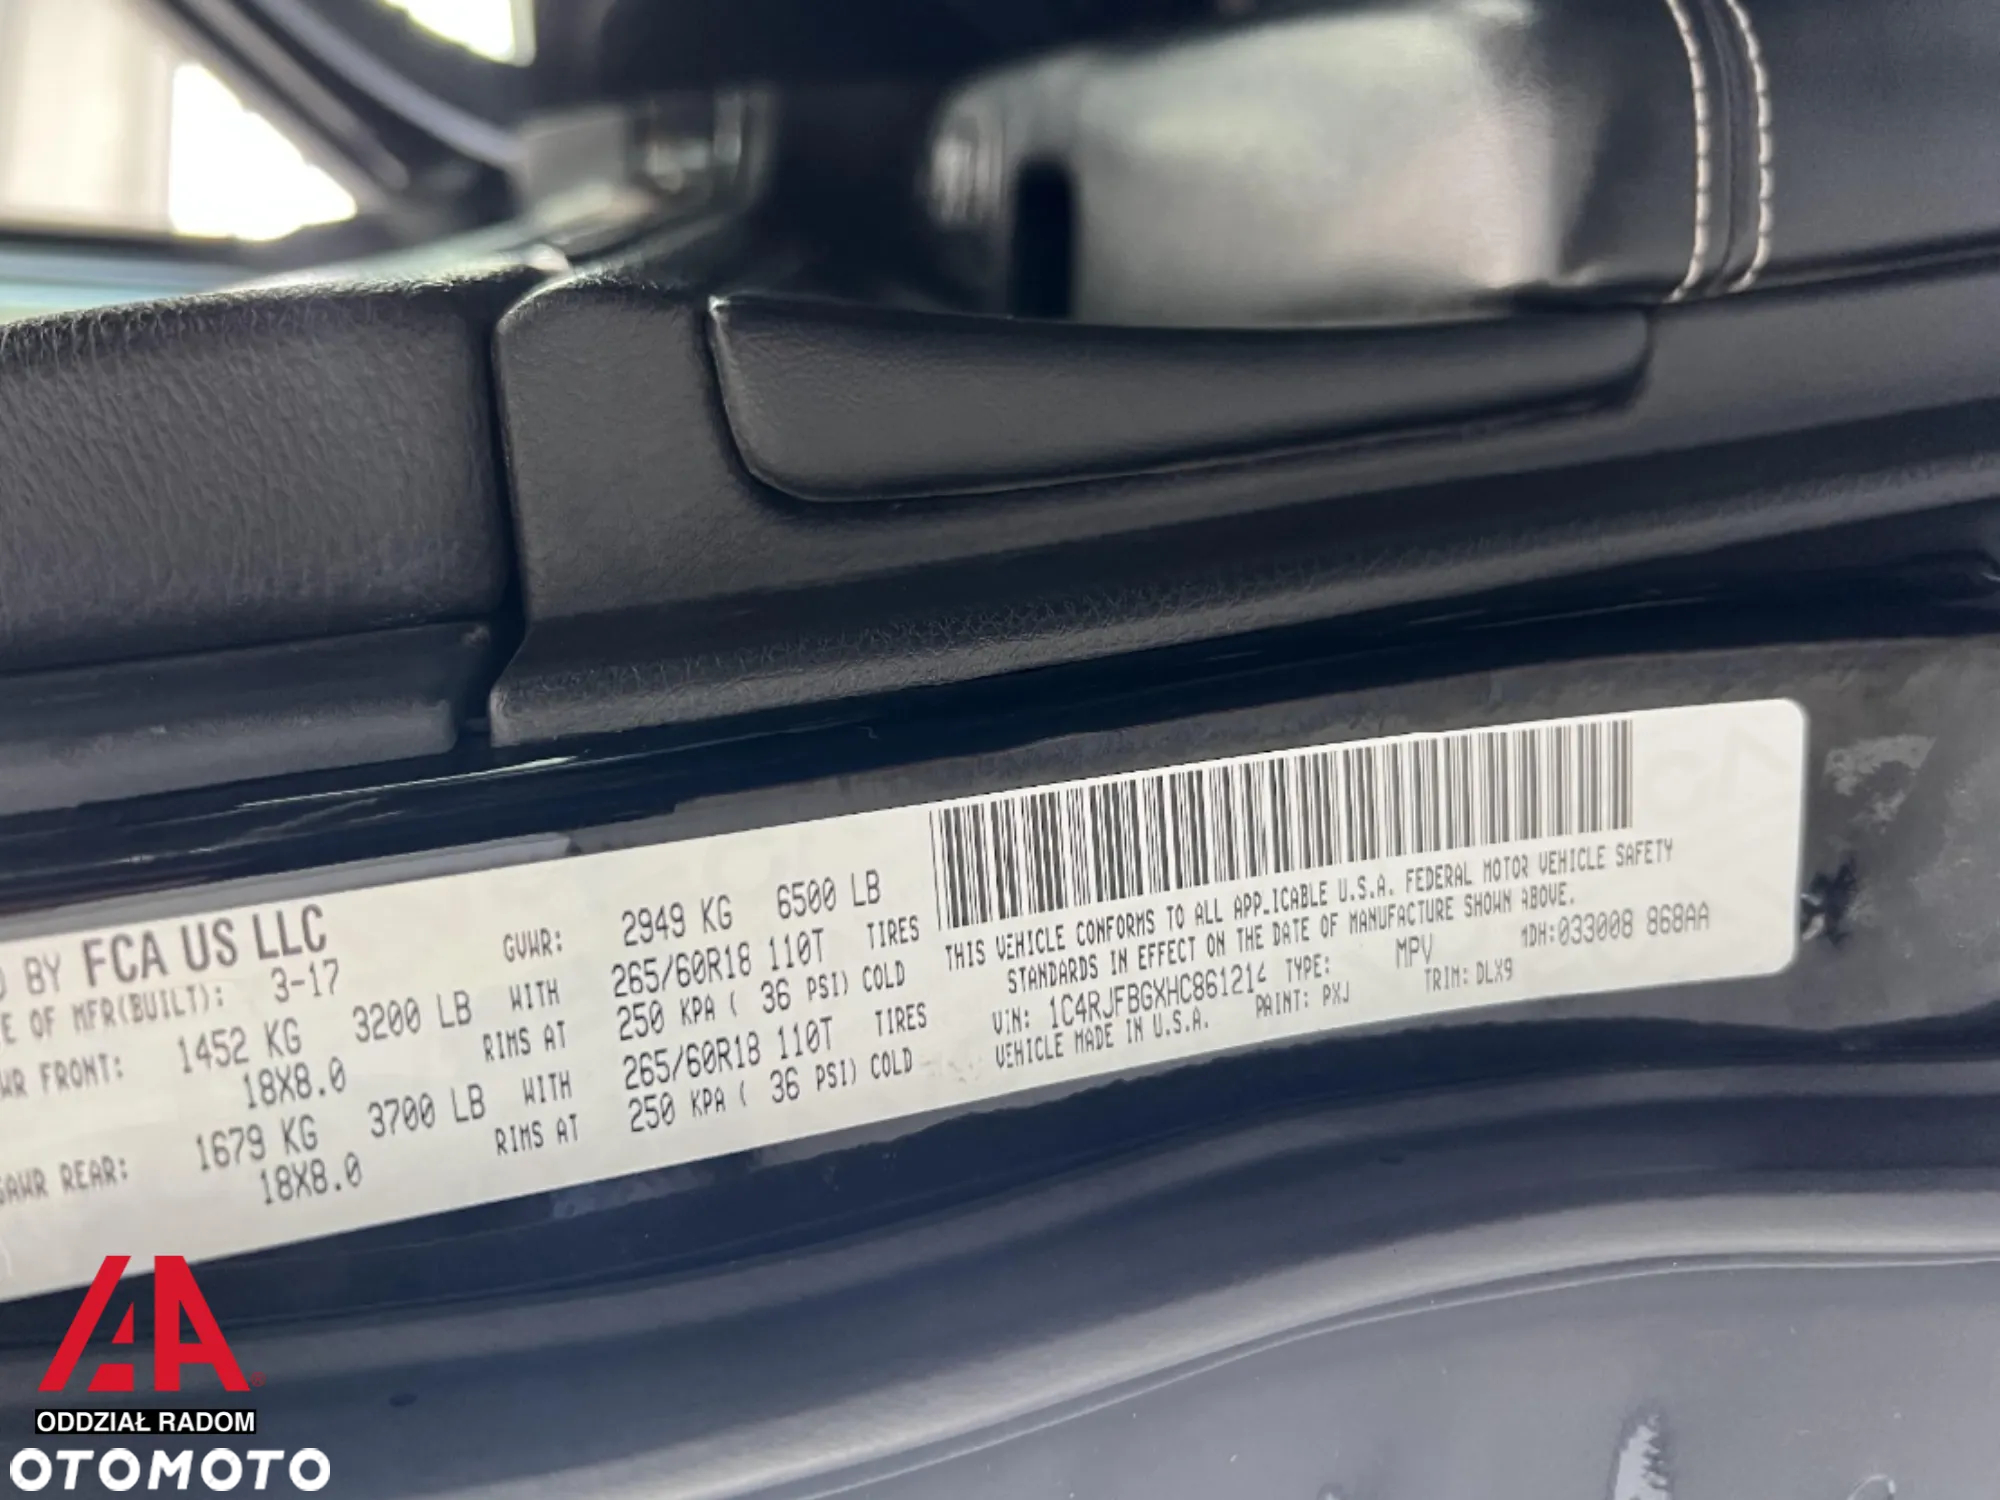 D BY FCA US LLC
E OF MFR(BUILT): 3-17
GVWR: 2949 KG 6500 LB
WR FRONT: 1452 KG 3200 LB WITH 265/60R18 110T TIRES
18X8.0 RIMS AT 250 KPA ( 36 PSI) COLD
GAWR REAR: 1679 KG 3700 LB WITH 265/60R18 110T TIRES
18X8.0 RIMS AT 250 KPA ( 36 PSI) COLD
THIS VEHICLE CONFORMS TO ALL APPLICABLE U.S.A. FEDERAL MOTOR VEHICLE SAFETY
STANDARDS IN EFFECT ON THE DATE OF MANUFACTURE SHOWN ABOVE.
VIN: 1C4RJFBGXHC861214 TYPE: MPV MDH:033008 868AA
VEHICLE MADE IN U.S.A. PAINT: PXJ TRIM: DLX9
AA
ODDZIAŁ RADOM
OTOMOTO